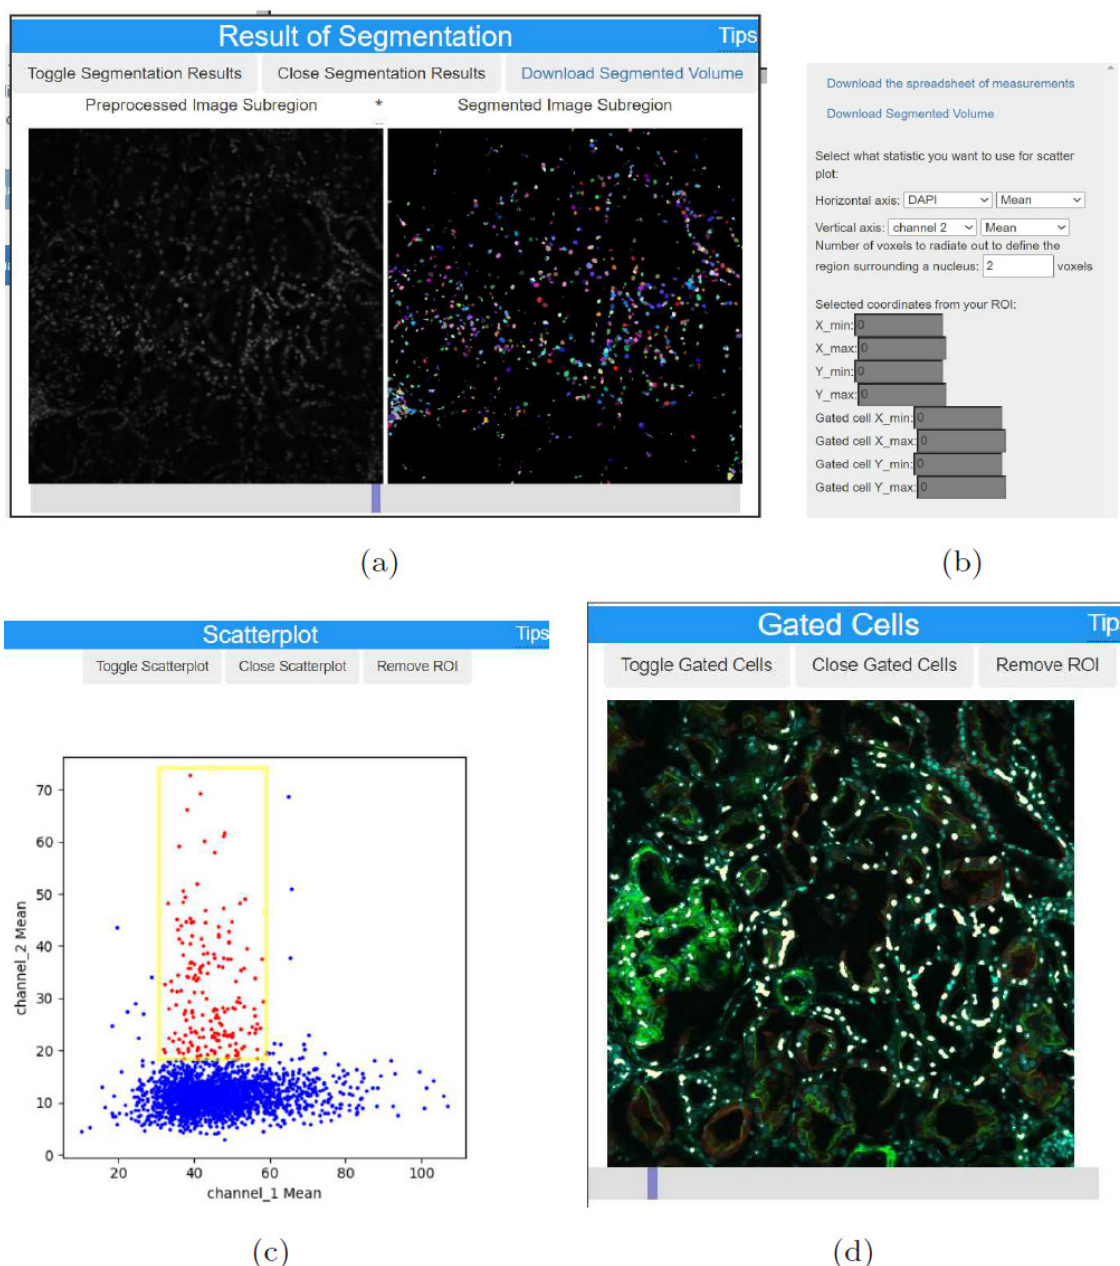 Result of Segmentation
Tips
Toggle Segmentation Results
Close Segmentation Results
Download Segmented Volume
Preprocessed Image Subregion
*
Segmented Image Subregion
(a)
Download the spreadsheet of measurements
Download Segmented Volume
Select what statistic you want to use for scatter
plot:
Horizontal axis: DAPI Mean
Vertical axis: channel 2 Mean
Number of voxels to radiate out to define the
region surrounding a nucleus: 2 voxels
Selected coordinates from your ROI:
X_min: 0
X_max: 0
Y_min: 0
Y_max: 0
Gated cell X_min: 0
Gated cell X_max: 0
Gated cell Y_min: 0
Gated cell Y_max: 0
(b)
Scatterplot
Tips
Toggle Scatterplot
Close Scatterplot
Remove ROI
70
60
50
40
30
20
10
0
channel_2 Mean
20 40 60 80 100
channel_1 Mean
(c)
Gated Cells
Tip
Toggle Gated Cells
Close Gated Cells
Remove ROI
(d)